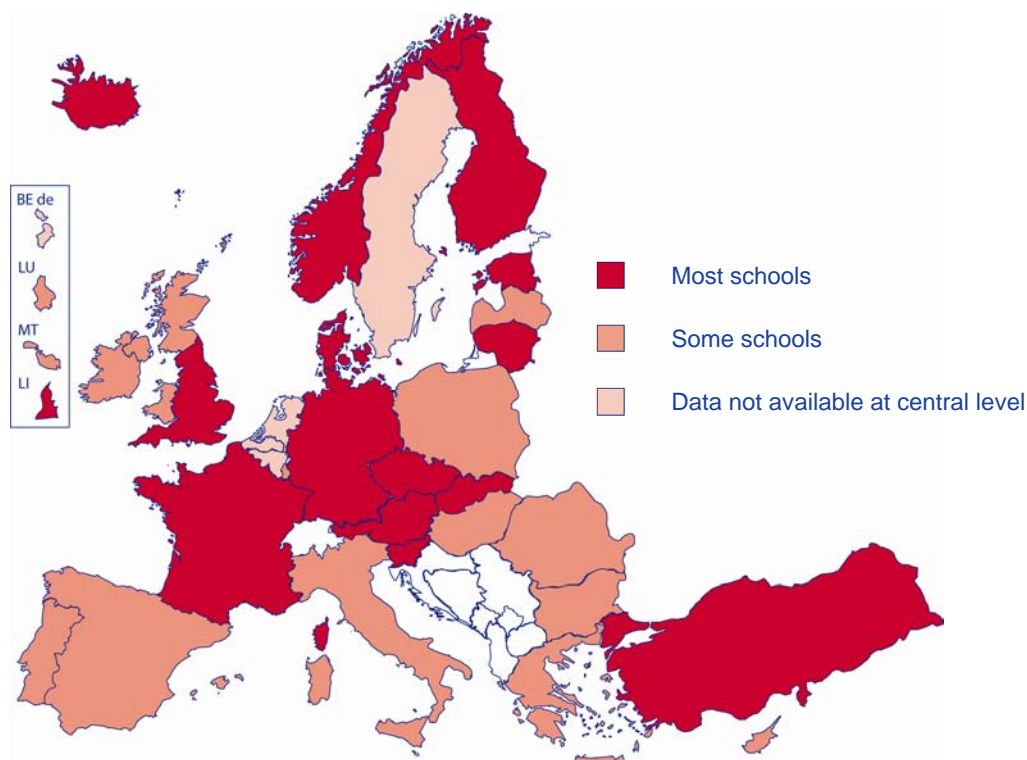 BE de
LU
MT
LI
Most schools
Some schools
Data not available at central level